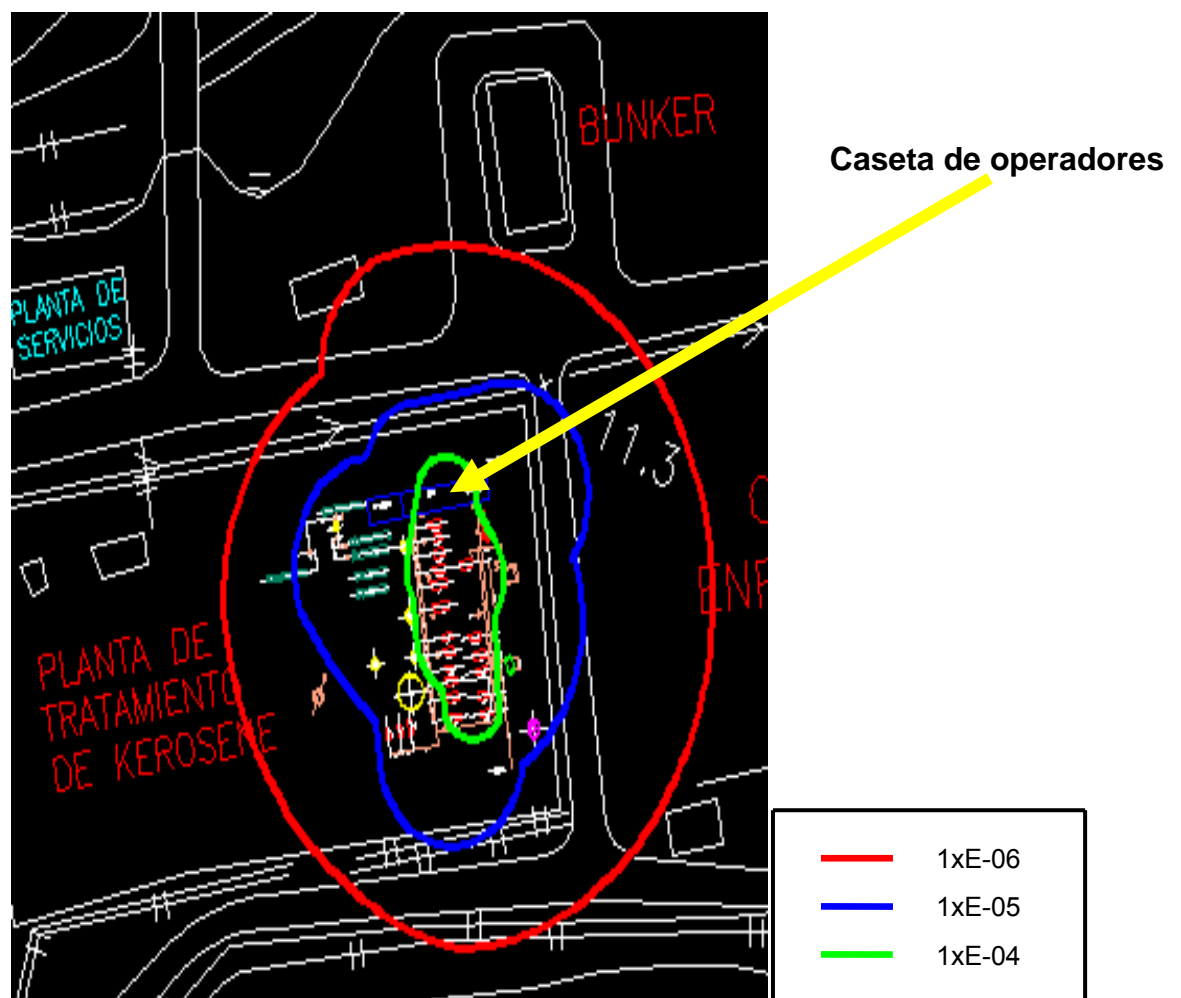 BUNKER
Caseta de operadores
PLANTA DE
SERVICIOS
11.3
PLANTA DE
TRATAMIENTO
DE KEROSENE
1xE-06
1xE-05
1xE-04